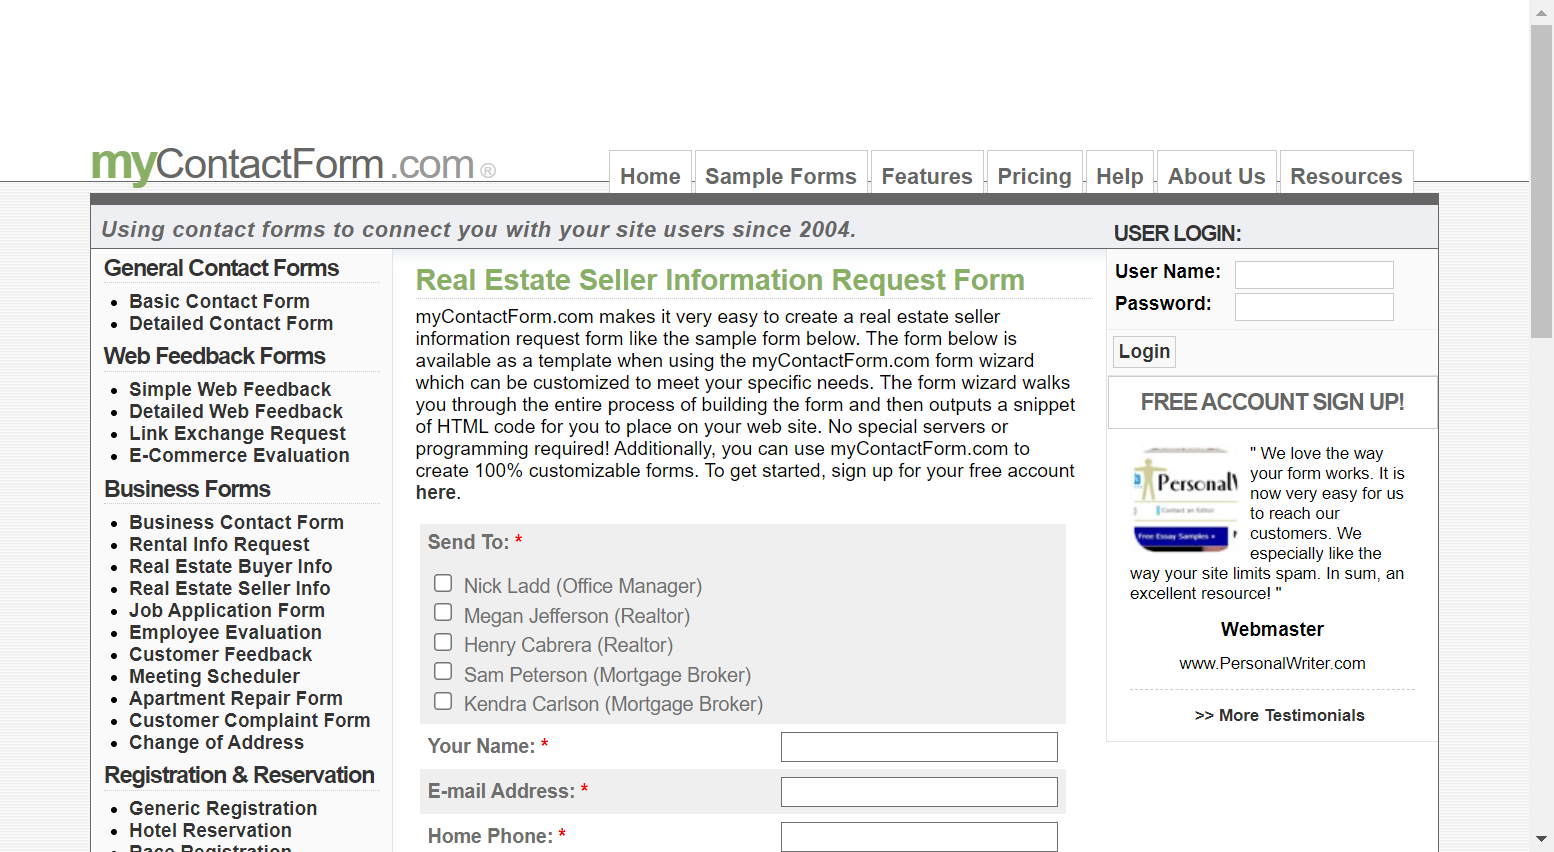 myContactForm.com®
Home
Sample Forms
Features
Pricing
Help
About Us
Resources
Using contact forms to connect you with your site users since 2004.
USER LOGIN:
General Contact Forms
Basic Contact Form
Detailed Contact Form
Web Feedback Forms
Simple Web Feedback
Detailed Web Feedback
Link Exchange Request
E-Commerce Evaluation
Business Forms
Business Contact Form
Rental Info Request
Real Estate Buyer Info
Real Estate Seller Info
Job Application Form
Employee Evaluation
Customer Feedback
Meeting Scheduler
Apartment Repair Form
Customer Complaint Form
Change of Address
Registration & Reservation
Generic Registration
Hotel Reservation
Race Registration
Real Estate Seller Information Request Form
myContactForm.com makes it very easy to create a real estate seller
information request form like the sample form below. The form below is
available as a template when using the myContactForm.com form wizard
which can be customized to meet your specific needs. The form wizard walks
you through the entire process of building the form and then outputs a snippet
of HTML code for you to place on your web site. No special servers or
programming required! Additionally, you can use myContactForm.com to
create 100% customizable forms. To get started, sign up for your free account
here.
Send To: *
Nick Ladd (Office Manager)
Megan Jefferson (Realtor)
Henry Cabrera (Realtor)
Sam Peterson (Mortgage Broker)
Kendra Carlson (Mortgage Broker)
Your Name: *
E-mail Address: *
Home Phone: *
User Name:
Password:
Login
FREE ACCOUNT SIGN UP!
PersonalW
Contact an Editor
Free Essay Samples »
" We love the way
your form works. It is
now very easy for us
to reach our
customers. We
especially like the
way your site limits spam. In sum, an
excellent resource! "
Webmaster
www.PersonalWriter.com
>> More Testimonials